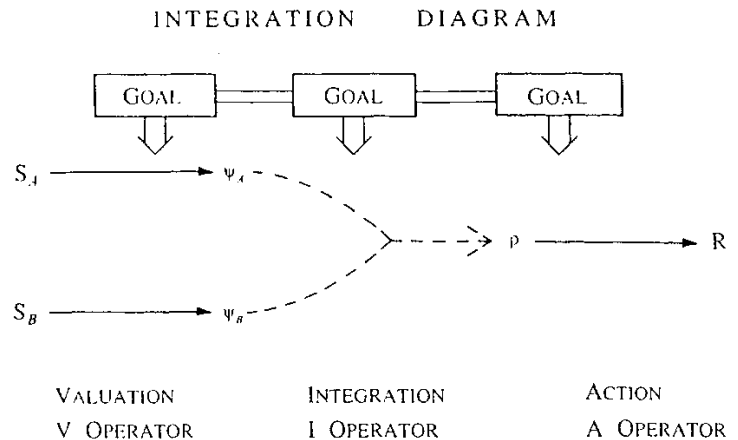 INTEGRATION DIAGRAM
GOAL GOAL GOAL
S_A ψ_A
ρ R
S_B ψ_B
VALUATION INTEGRATION ACTION
V OPERATOR I OPERATOR A OPERATOR